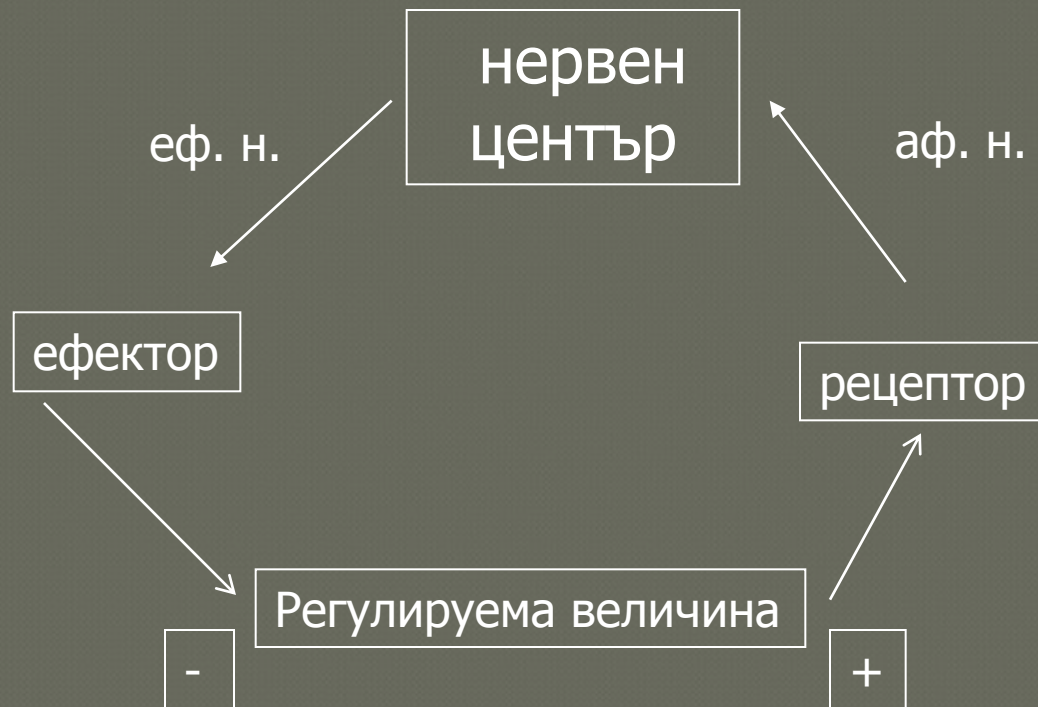 нервен
център
еф. н.
аф. н.
ефектор
рецептор
Регулируема величина
-
+